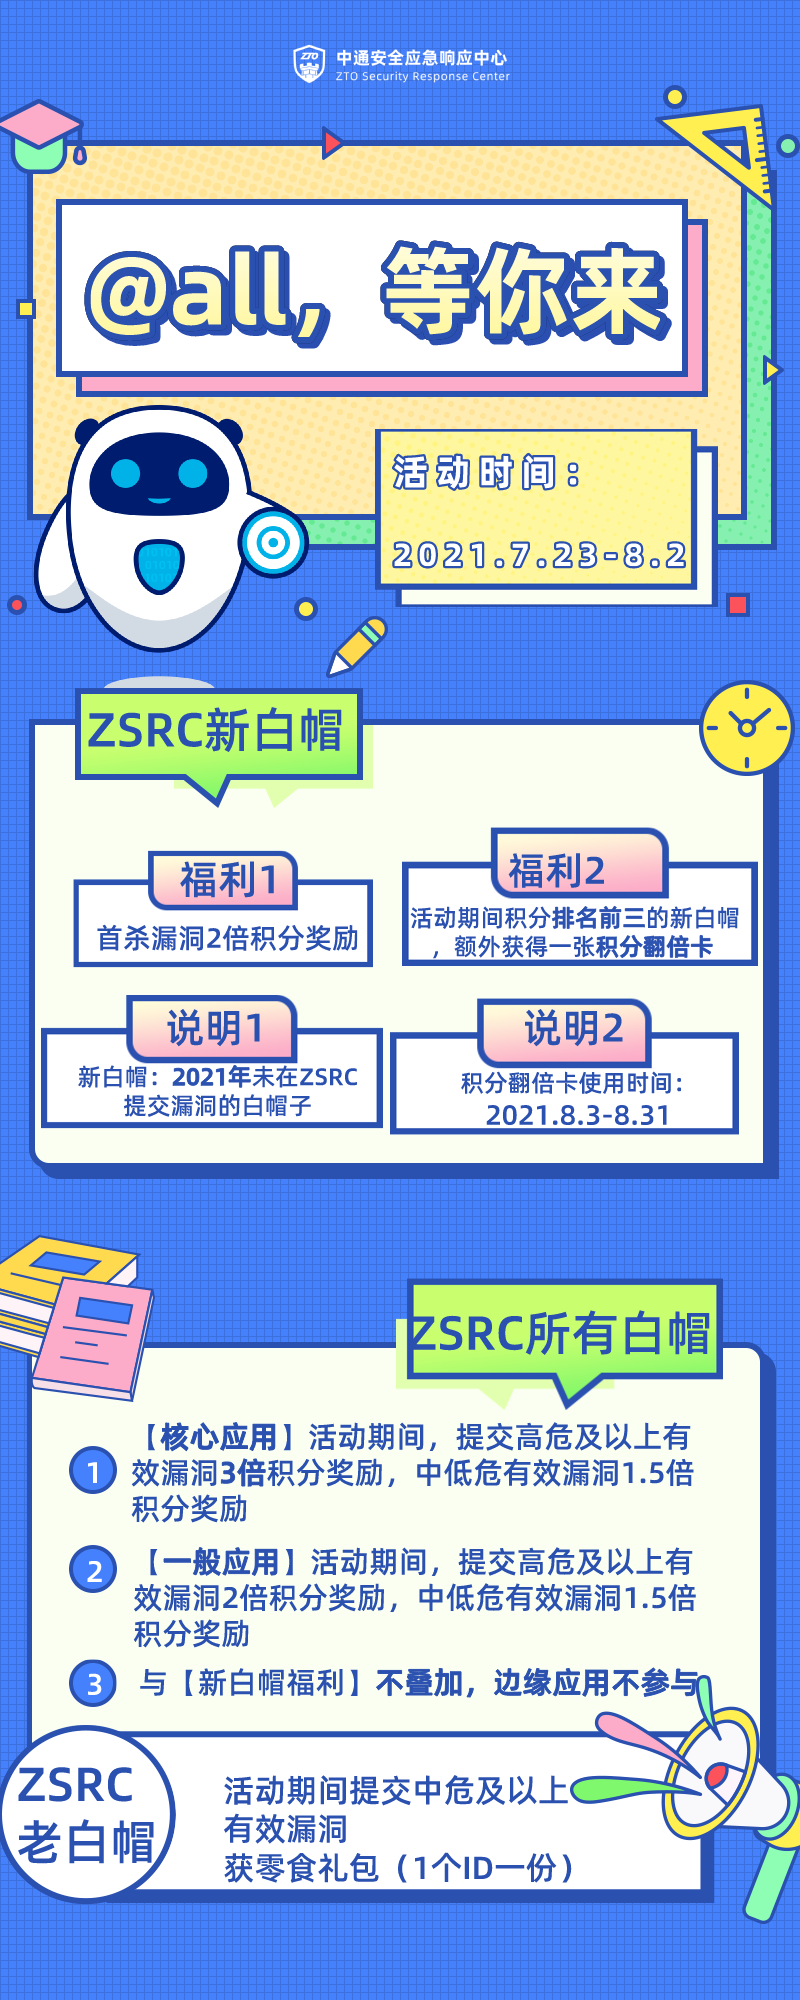 中通安全应急响应中心
ZTO Security Response Center
@all，等你来
活动时间：
2021.7.23-8.2
ZSRC新白帽
福利1
首杀漏洞2倍积分奖励
福利2
活动期间积分排名前三的新白帽
，额外获得一张积分翻倍卡
说明1
新白帽：2021年未在ZSRC
提交漏洞的白帽子
说明2
积分翻倍卡使用时间：
2021.8.3-8.31
ZSRC所有白帽
1
【核心应用】活动期间，提交高危及以上有
效漏洞3倍积分奖励，中低危有效漏洞1.5倍
积分奖励
2
【一般应用】活动期间，提交高危及以上有
效漏洞2倍积分奖励，中低危有效漏洞1.5倍
积分奖励
3
与【新白帽福利】不叠加，边缘应用不参与
ZSRC
老白帽
活动期间提交中危及以上
有效漏洞
获零食礼包（1个ID一份）